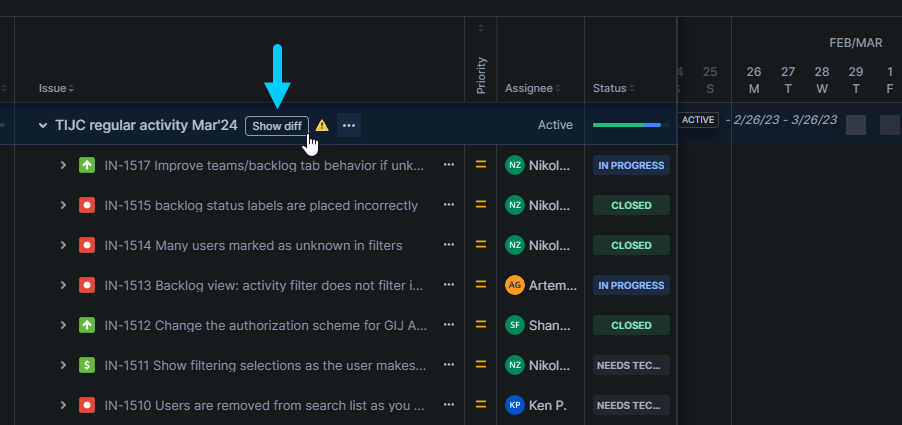 FEB/MAR
Issue
Priority
Assignee
Status
25 26 27 28 29 1
S M T W T F
TIJC regular activity Mar'24 Show diff ... Active ACTIVE - 2/26/23 - 3/26/23
IN-1517 Improve teams/backlog tab behavior if unk... ... NZ Nikol... IN PROGRESS
IN-1515 backlog status labels are placed incorrectly ... NZ Nikol... CLOSED
IN-1514 Many users marked as unknown in filters ... NZ Nikol... CLOSED
IN-1513 Backlog view: activity filter does not filter i... ... AG Artem... IN PROGRESS
IN-1512 Change the authorization scheme for GIJ A... ... SF Shan... CLOSED
$ IN-1511 Show filtering selections as the user makes... ... NZ Nikol... NEEDS TEC...
IN-1510 Users are removed from search list as you ... ... KP Ken P. NEEDS TEC...